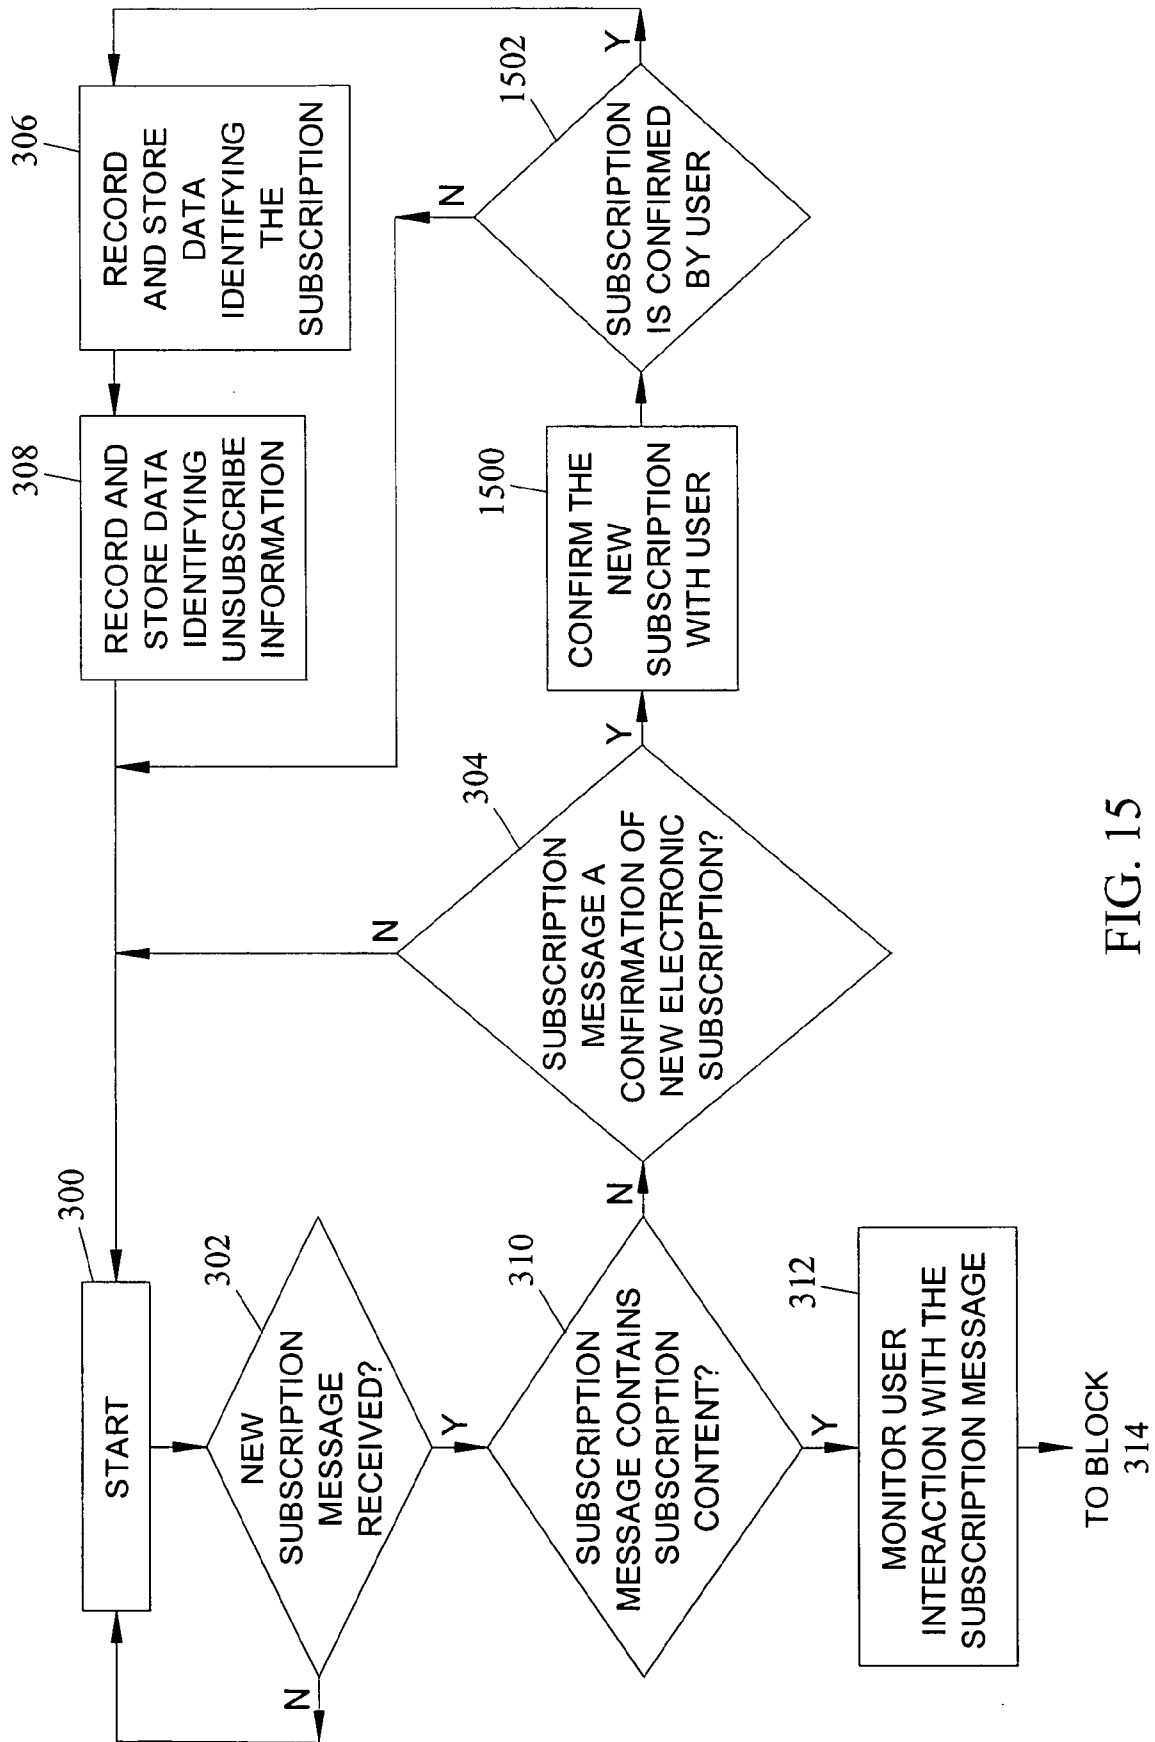 300
START
302
NEW
SUBSCRIPTION
MESSAGE
RECEIVED?
N
Y
310
SUBSCRIPTION
MESSAGE CONTAINS
SUBSCRIPTION
CONTENT?
N
Y
312
MONITOR USER
INTERACTION WITH THE
SUBSCRIPTION MESSAGE
TO BLOCK
314
304
SUBSCRIPTION
MESSAGE A
CONFIRMATION OF
NEW ELECTRONIC
SUBSCRIPTION?
N
Y
1500
CONFIRM THE
NEW
SUBSCRIPTION
WITH USER
1502
SUBSCRIPTION
IS CONFIRMED
BY USER
N
Y
306
RECORD
AND STORE
DATA
IDENTIFYING
THE
SUBSCRIPTION
308
RECORD AND
STORE DATA
IDENTIFYING
UNSUBSCRIBE
INFORMATION
FIG. 15